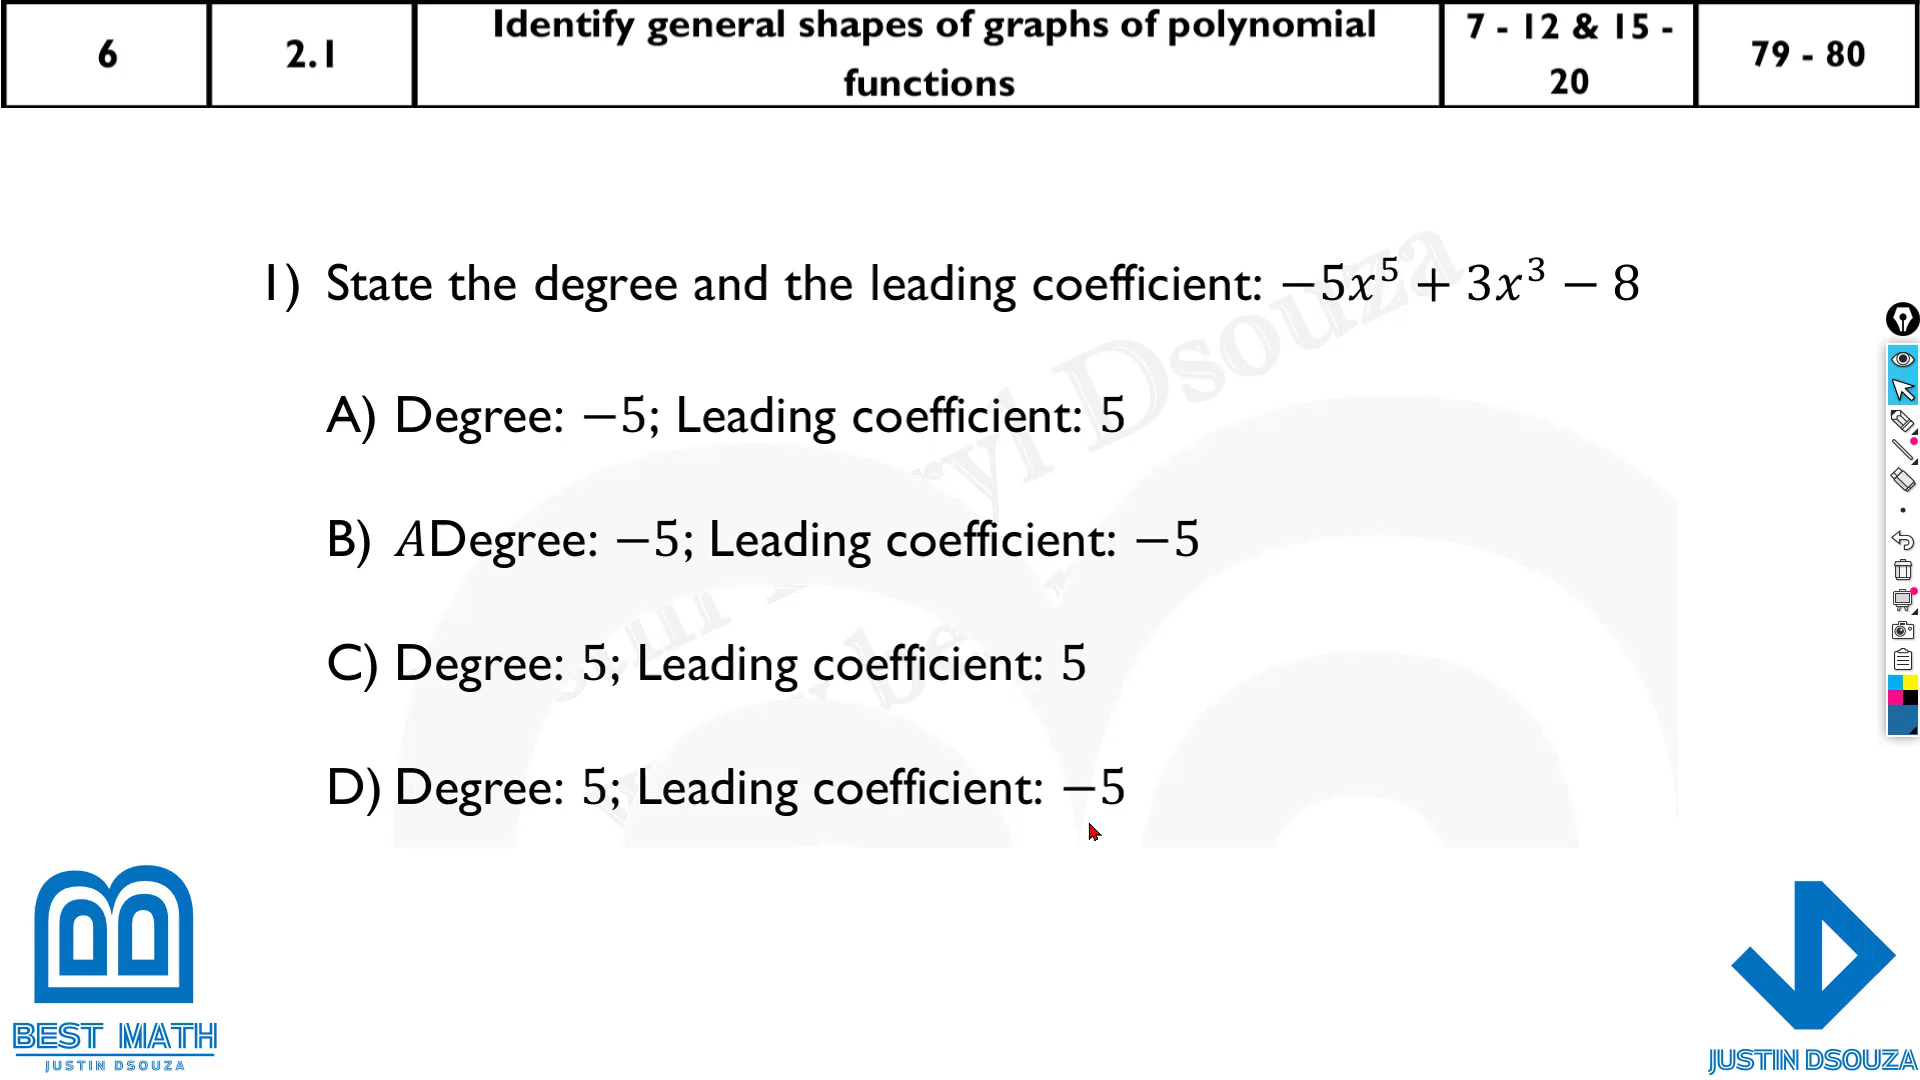 6
2.1
Identify general shapes of graphs of polynomial
functions
7 - 12 & 15 -
20
79 - 80
1) State the degree and the leading coefficient: −5x⁵ + 3x³ − 8
A) Degree: −5; Leading coefficient: 5
B) ADegree: −5; Leading coefficient: −5
C) Degree: 5; Leading coefficient: 5
D) Degree: 5; Leading coefficient: −5
BEST MATH
JUSTIN DSOUZA
JUSTIN DSOUZA